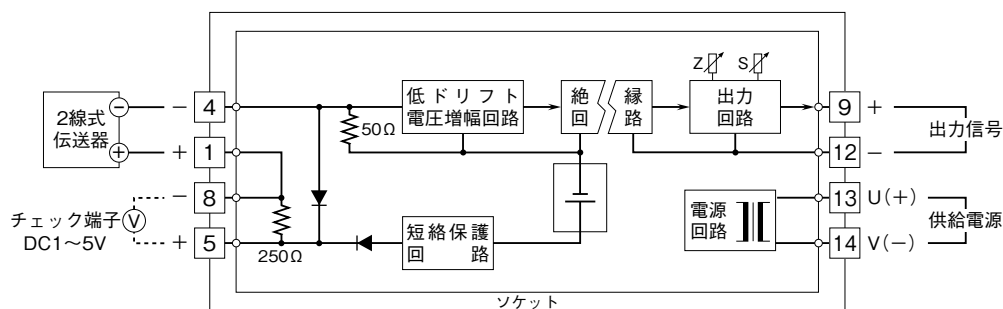 2線式
伝送器
−
+
−
4
+
1
−
8
+
5
チェック端子
DC1〜5V
V
250Ω
50Ω
低ドリフト
電圧増幅回路
絶
回
縁
路
Z
S
出力
回路
短絡保護
回　路
電源
回路
9
+
12
−
出力信号
13
U(+)
14
V(−)
供給電源
ソケット